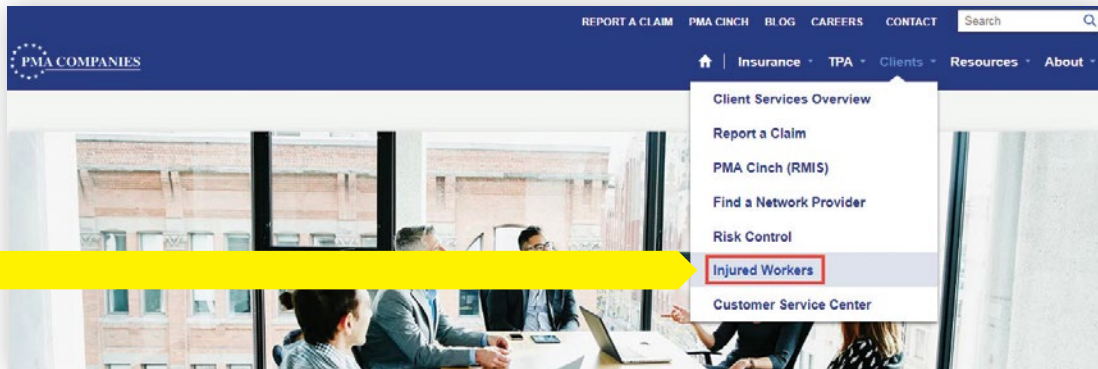 REPORT A CLAIM PMA CINCH BLOG CAREERS CONTACT Search
PMA COMPANIES
Insurance TPA Clients Resources About
Client Services Overview
Report a Claim
PMA Cinch (RMIS)
Find a Network Provider
Risk Control
Injured Workers
Customer Service Center